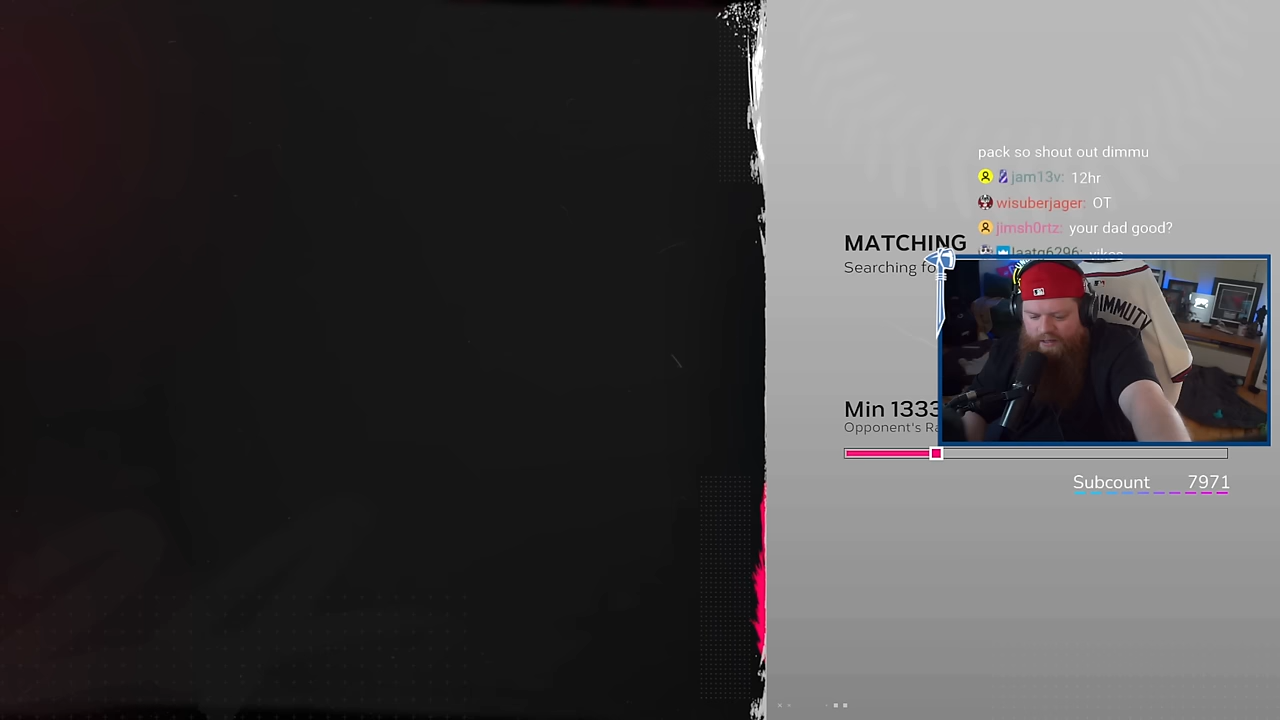 pack so shout out dimmu
jam13v: 12hr
wisuberjager: OT
jimsh0rtz: your dad good?
MATCHING
Searching fo
Min 1333
Opponent's Ra
Subcount 7971
IMMUTV